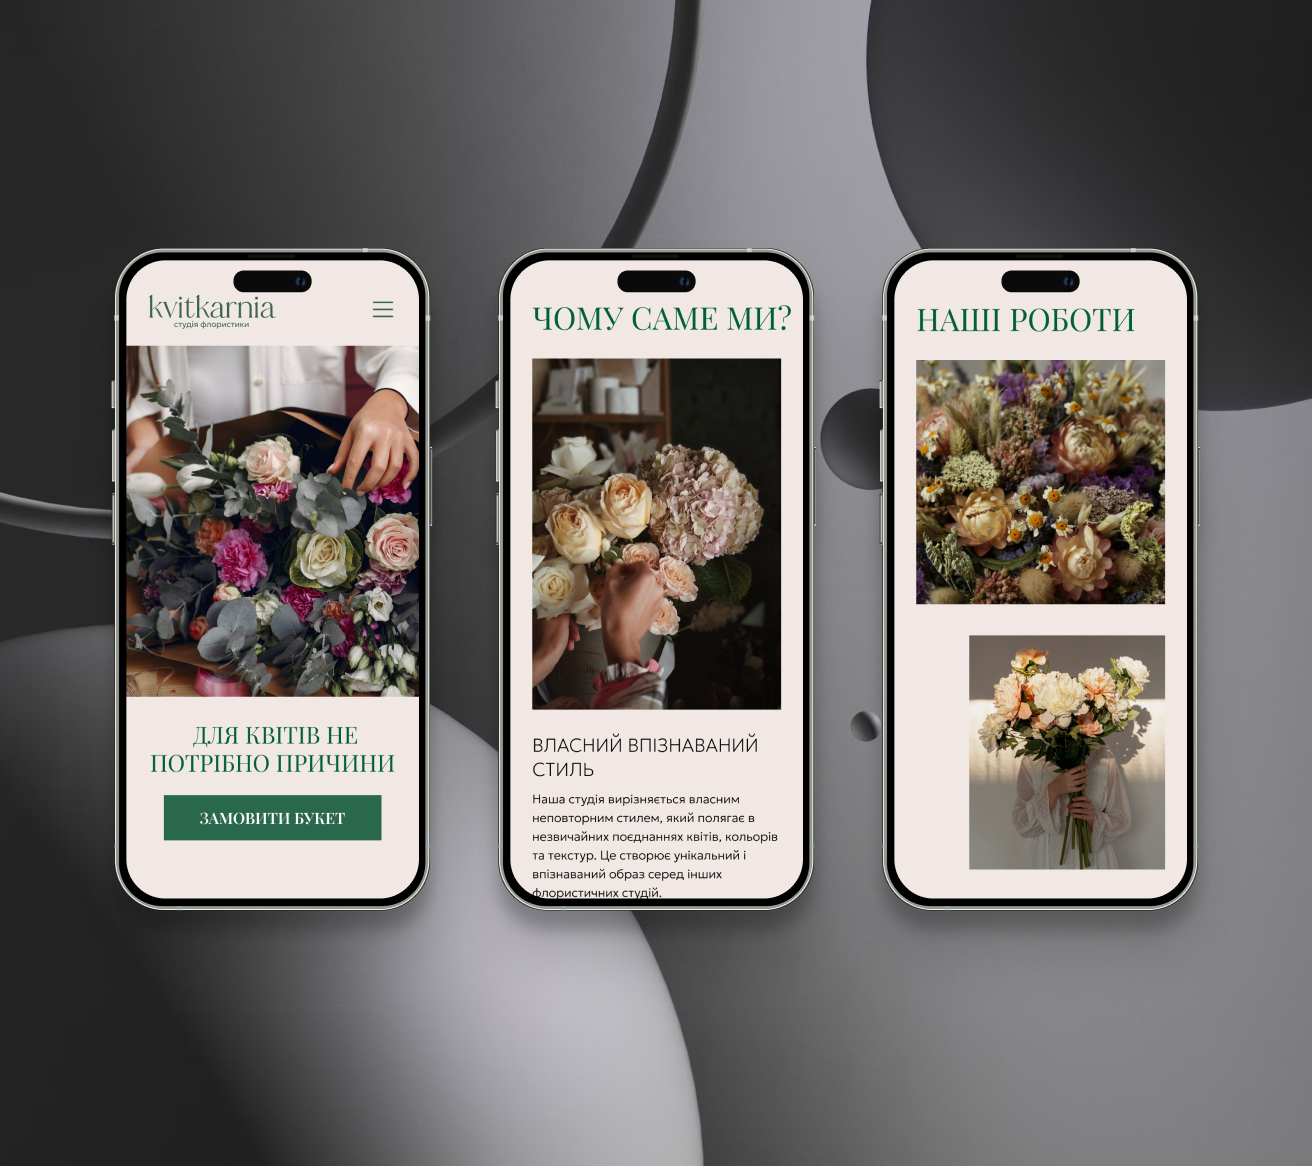 kvitkarnia
студія флористики
ДЛЯ КВІТІВ НЕ
ПОТРІБНО ПРИЧИНИ
ЗАМОВИТИ БУКЕТ
ЧОМУ САМЕ МИ?
ВЛАСНИЙ ВПІЗНАВАНИЙ
СТИЛЬ
Наша студія вирізняється власним
неповторним стилем, який полягає в
незвичайних поєднаннях квітів, кольорів
та текстур. Це створює унікальний і
впізнаваний образ серед інших
флористичних студій.
НАШІ РОБОТИ